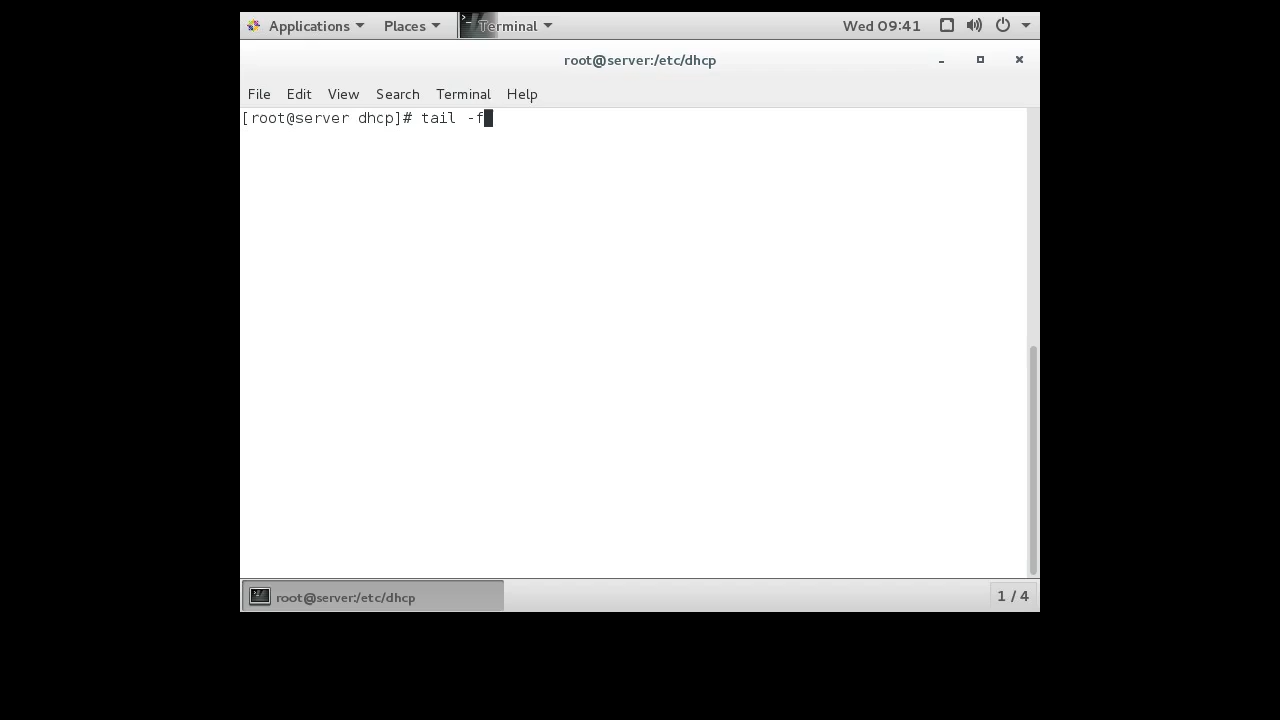 Applications Places Terminal Wed 09:41
root@server:/etc/dhcp
File Edit View Search Terminal Help
[root@server dhcp]# tail -f
root@server:/etc/dhcp 1 / 4